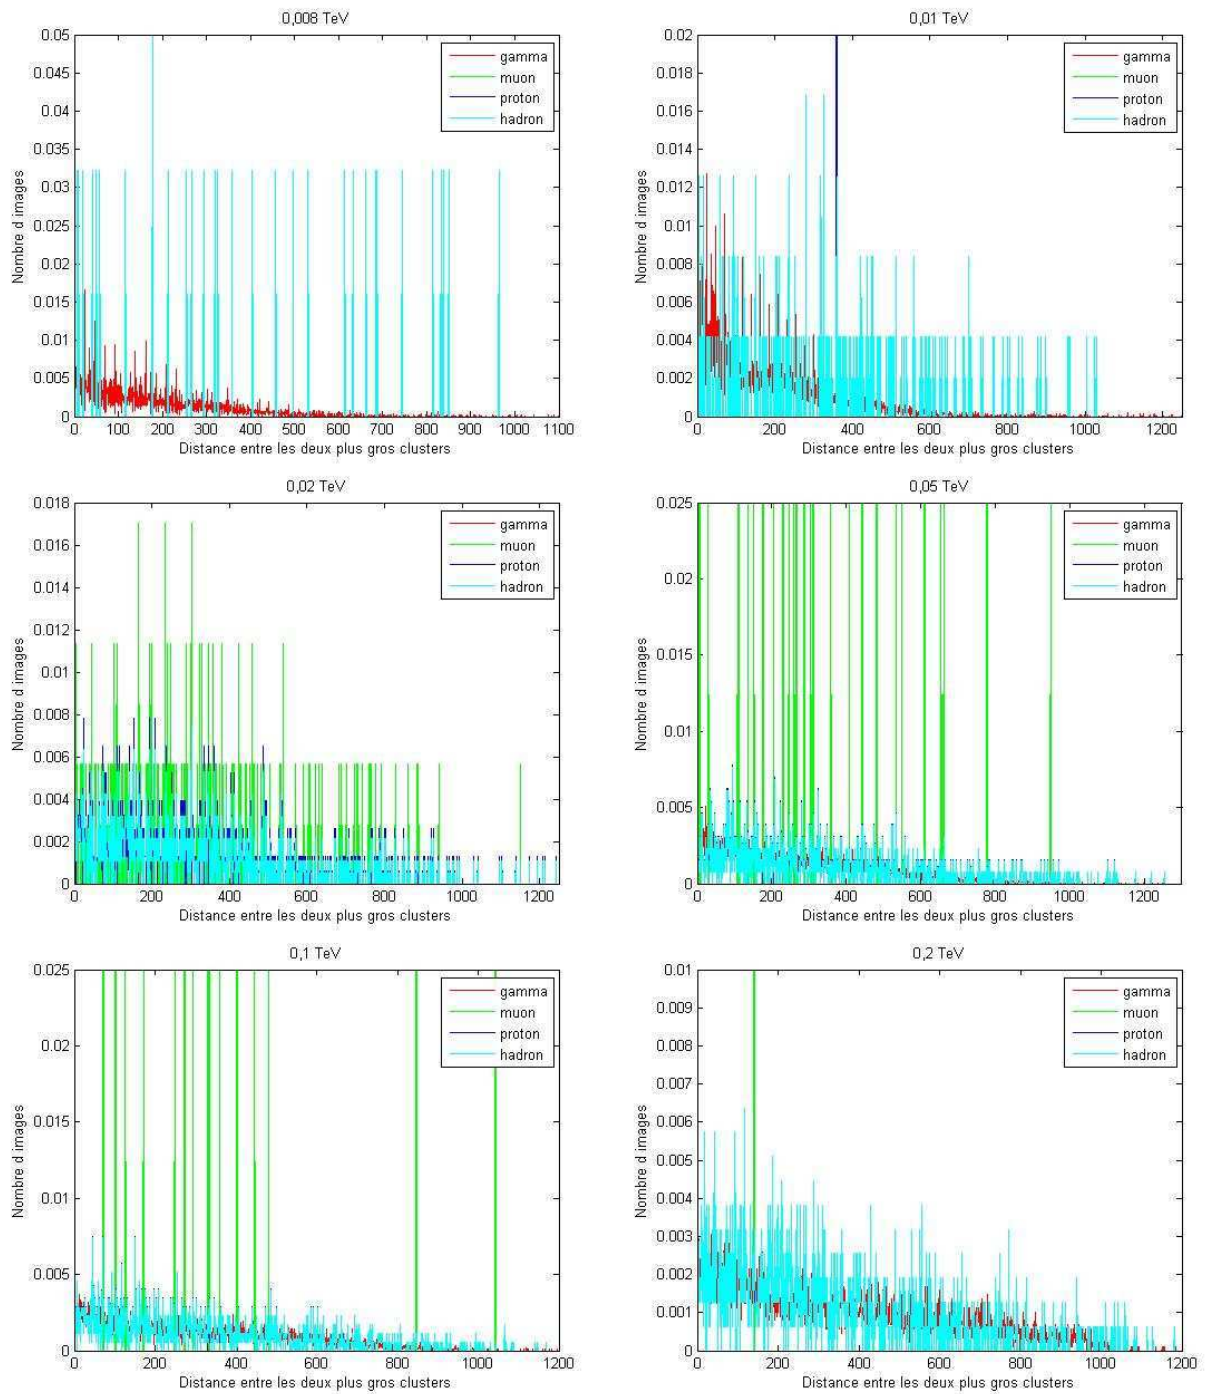 0,008 TeV
0.05
0.045
0.04
0.035
0.03
0.025
0.02
0.015
0.01
0.005
0
gamma
muon
proton
hadron
Nombre d images
0 100 200 300 400 500 600 700 800 900 1000 1100
Distance entre les deux plus gros clusters
0,01 TeV
0.02
0.018
0.016
0.014
0.012
0.01
0.008
0.006
0.004
0.002
0
gamma
muon
proton
hadron
Nombre d images
0 200 400 600 800 1000 1200
Distance entre les deux plus gros clusters
0,02 TeV
0.018
0.016
0.014
0.012
0.01
0.008
0.006
0.004
0.002
0
gamma
muon
proton
hadron
Nombre d images
0 200 400 600 800 1000 1200
Distance entre les deux plus gros clusters
0,05 TeV
0.025
0.02
0.015
0.01
0.005
0
gamma
muon
proton
hadron
Nombre d images
0 200 400 600 800 1000 1200
Distance entre les deux plus gros clusters
0,1 TeV
0.025
0.02
0.015
0.01
0.005
0
gamma
muon
proton
hadron
Nombre d images
0 200 400 600 800 1000 1200
Distance entre les deux plus gros clusters
0,2 TeV
0.01
0.009
0.008
0.007
0.006
0.005
0.004
0.003
0.002
0.001
0
gamma
muon
proton
hadron
Nombre d images
0 200 400 600 800 1000 1200
Distance entre les deux plus gros clusters